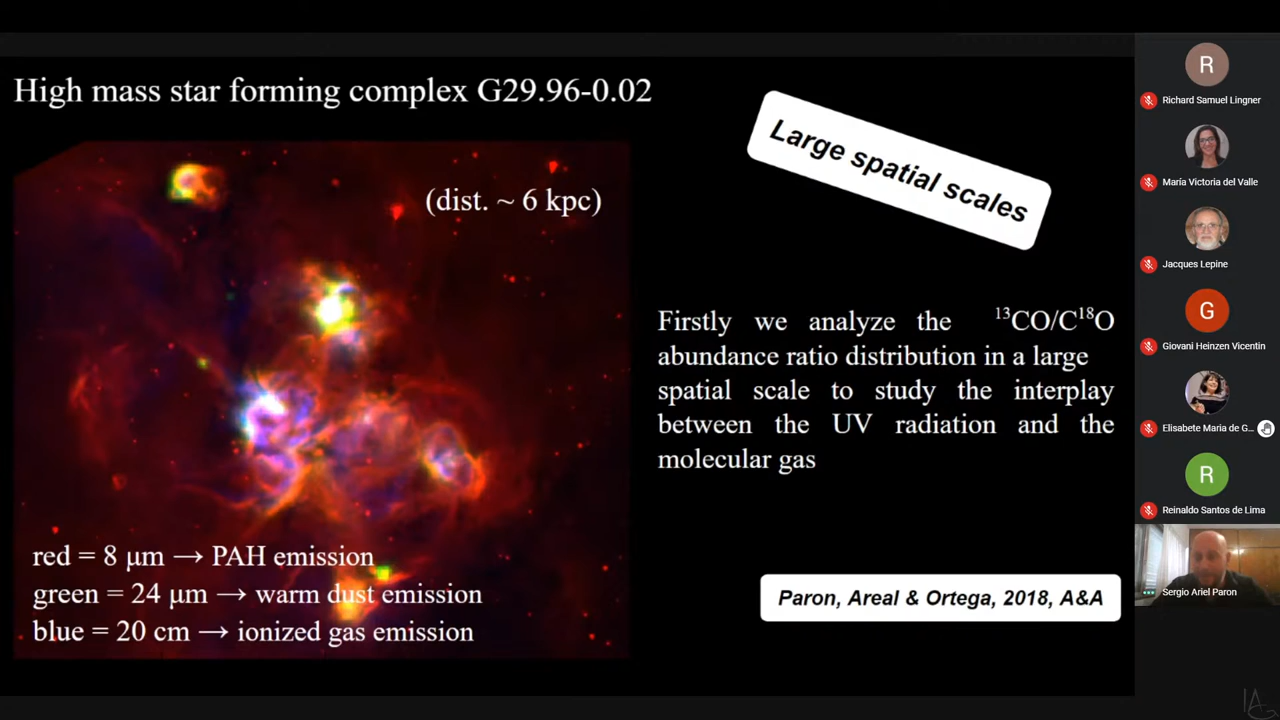 High mass star forming complex G29.96-0.02
(dist. ~ 6 kpc)
red = 8 μm → PAH emission
green = 24 μm → warm dust emission
blue = 20 cm → ionized gas emission
Large spatial scales
Firstly we analyze the ¹³CO/C¹⁸O
abundance ratio distribution in a large
spatial scale to study the interplay
between the UV radiation and the
molecular gas
Paron, Areal & Ortega, 2018, A&A
R
Richard Samuel Lingner
María Victoria del Valle
Jacques Lepine
G
Giovani Heinzen Vicentin
Elisabete Maria de G...
R
Reinaldo Santos de Lima
Sergio Ariel Paron
IAG